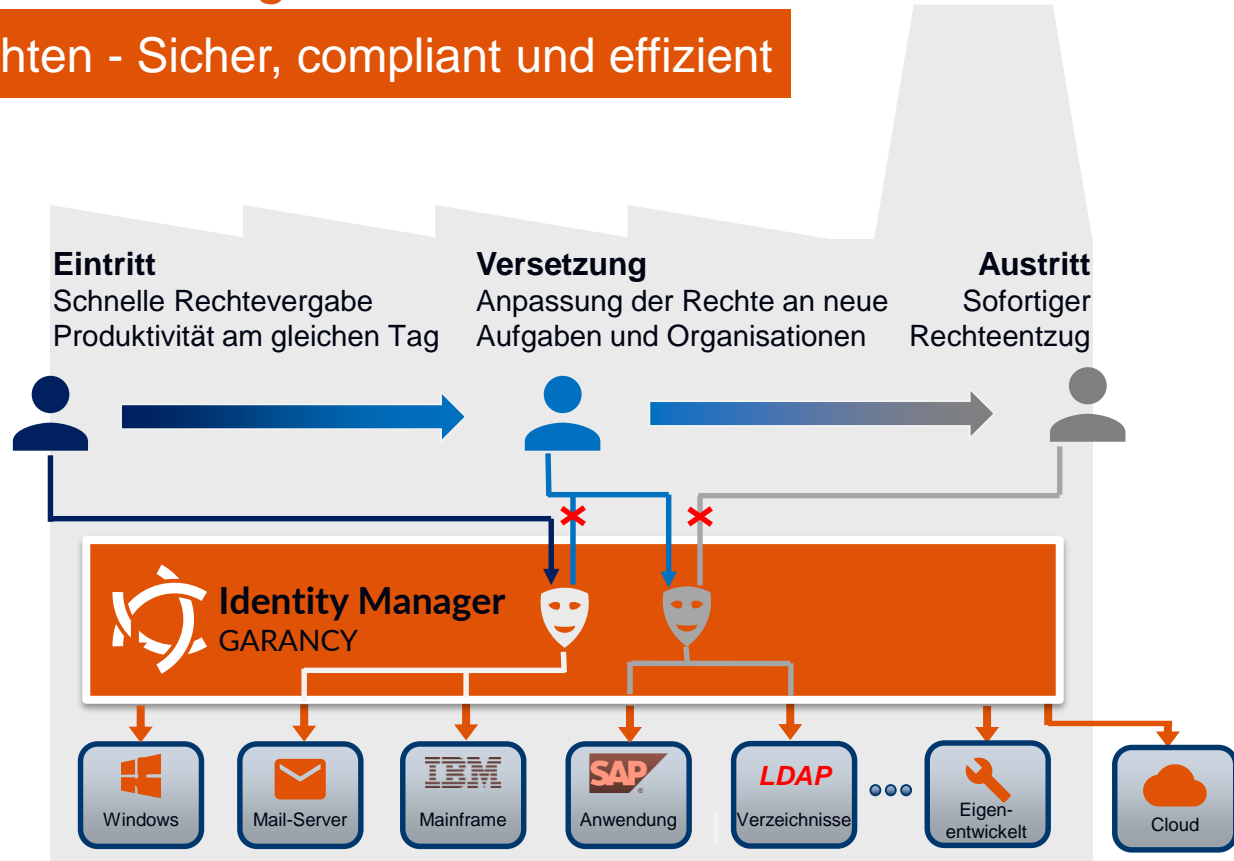 hten - Sicher, compliant und effizient
Eintritt
Schnelle Rechtevergabe
Produktivität am gleichen Tag
Versetzung
Anpassung der Rechte an neue
Aufgaben und Organisationen
Austritt
Sofortiger
Rechteentzug
Identity Manager
GARANCY
Windows
Mail-Server
IBM
Mainframe
SAP
Anwendung
LDAP
Verzeichnisse
Eigen-
entwickelt
Cloud